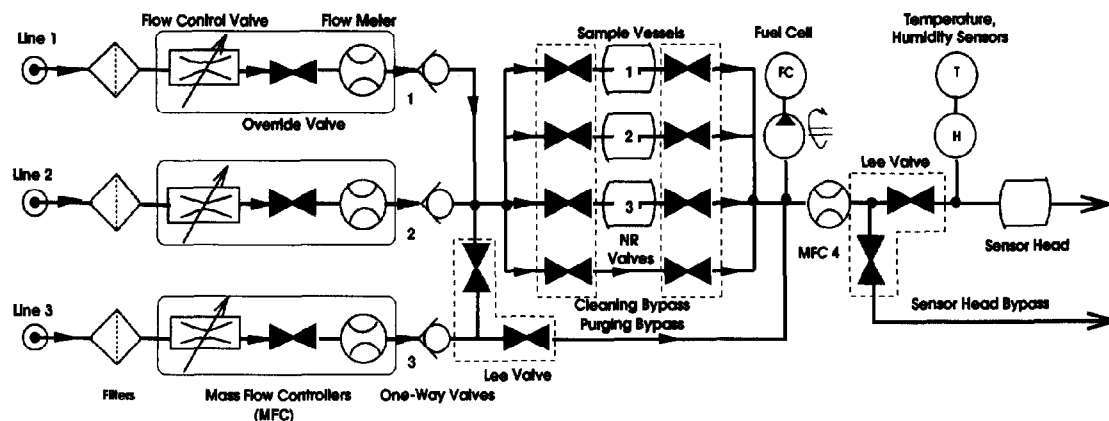 Flow Control Valve
Flow Meter
Line 1
1
Override Valve
Sample Vessels
1
2
3
NR
Valves
Fuel Cell
FC
Temperature,
Humidity Sensors
T
H
Lee Valve
Line 2
2
MFC 4
Sensor Head
Sensor Head Bypass
Cleaning Bypass
Purging Bypass
Line 3
3
Lee Valve
Filters
Mass Flow Controllers
(MFC)
One-Way Valves